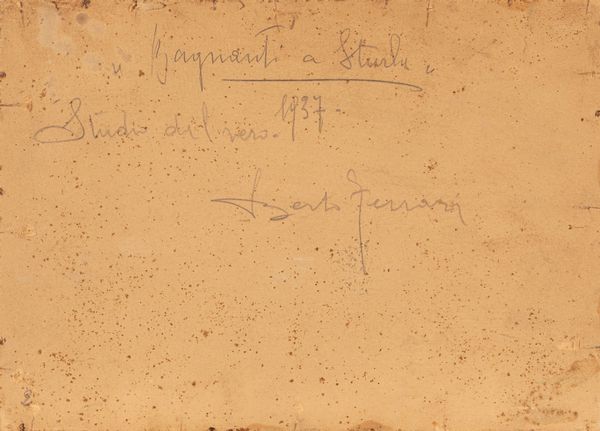 " Bagnanti a Sturla "
Studio dal vero. 1937.
Berto Ferrari